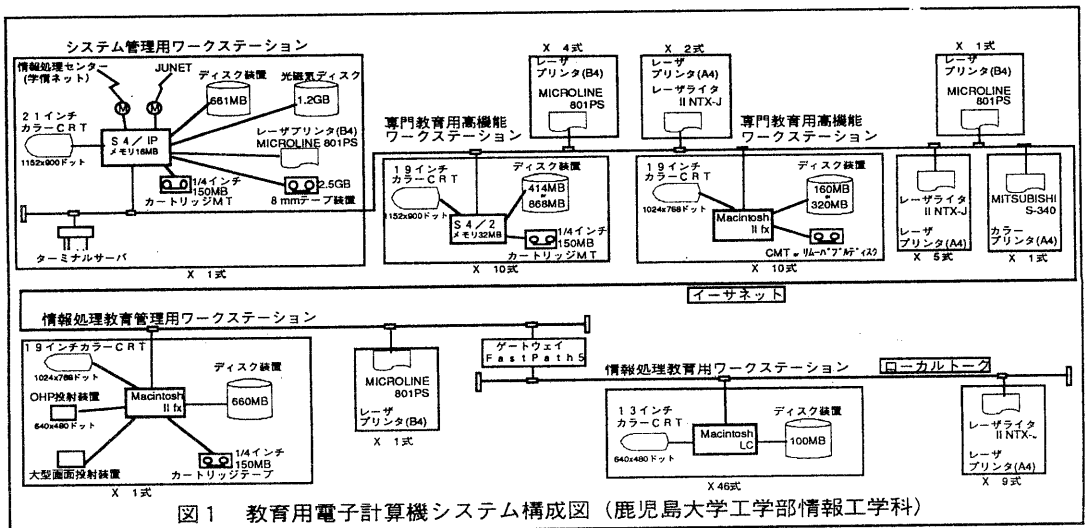 システム管理用ワークステーション
情報処理センター
(学情ネット)
JUNET
M
M
ディスク装置
661MB
光磁気ディスク
1.2GB
21インチ
カラーCRT
1152x900ドット
S4/IP
メモリ16MB
レーザプリンタ(B4)
MICROLINE 801PS
1/4インチ
150MB
カートリッジMT
2.5GB
8mmテープ装置
ターミナルサーバ
X 1式
専門教育用高機能
ワークステーション
19インチ
カラーCRT
1152x900ドット
ディスク装置
414MB
or
868MB
S4/2
メモリ32MB
1/4インチ
150MB
カートリッジMT
X 10式
X 4式
レーザ
プリンタ(B4)
MICROLINE
801PS
X 2式
レーザ
プリンタ(A4)
レーザライタ
II NTX-J
専門教育用高機能
ワークステーション
19インチ
カラーCRT
1024x768ドット
ディスク装置
160MB
or
320MB
Macintosh
II fx
CMT or リムーバブルディスク
X 10式
X 1式
レーザ
プリンタ(B4)
MICROLINE
801PS
レーザライタ
II NTX-J
レーザ
プリンタ(A4)
X 5式
MITSUBISHI
S-340
カラー
プリンタ(A4)
X 1式
イーサネット
情報処理教育管理用ワークステーション
19インチカラーCRT
1024x768ドット
OHP投射装置
640x480ドット
大型画面投射装置
Macintosh
II fx
ディスク装置
660MB
1/4インチ
150MB
カートリッジテープ
X 1式
MICROLINE
801PS
レーザ
プリンタ(B4)
X 1式
ゲートウェイ
FastPath5
情報処理教育用ワークステーション
ローカルトーク
13インチ
カラーCRT
640x480ドット
Macintosh
LC
ディスク装置
100MB
X 46式
レーザライタ
II NTX-
レーザ
プリンタ(A4)
X 9式
図1 教育用電子計算機システム構成図(鹿児島大学工学部情報工学科)